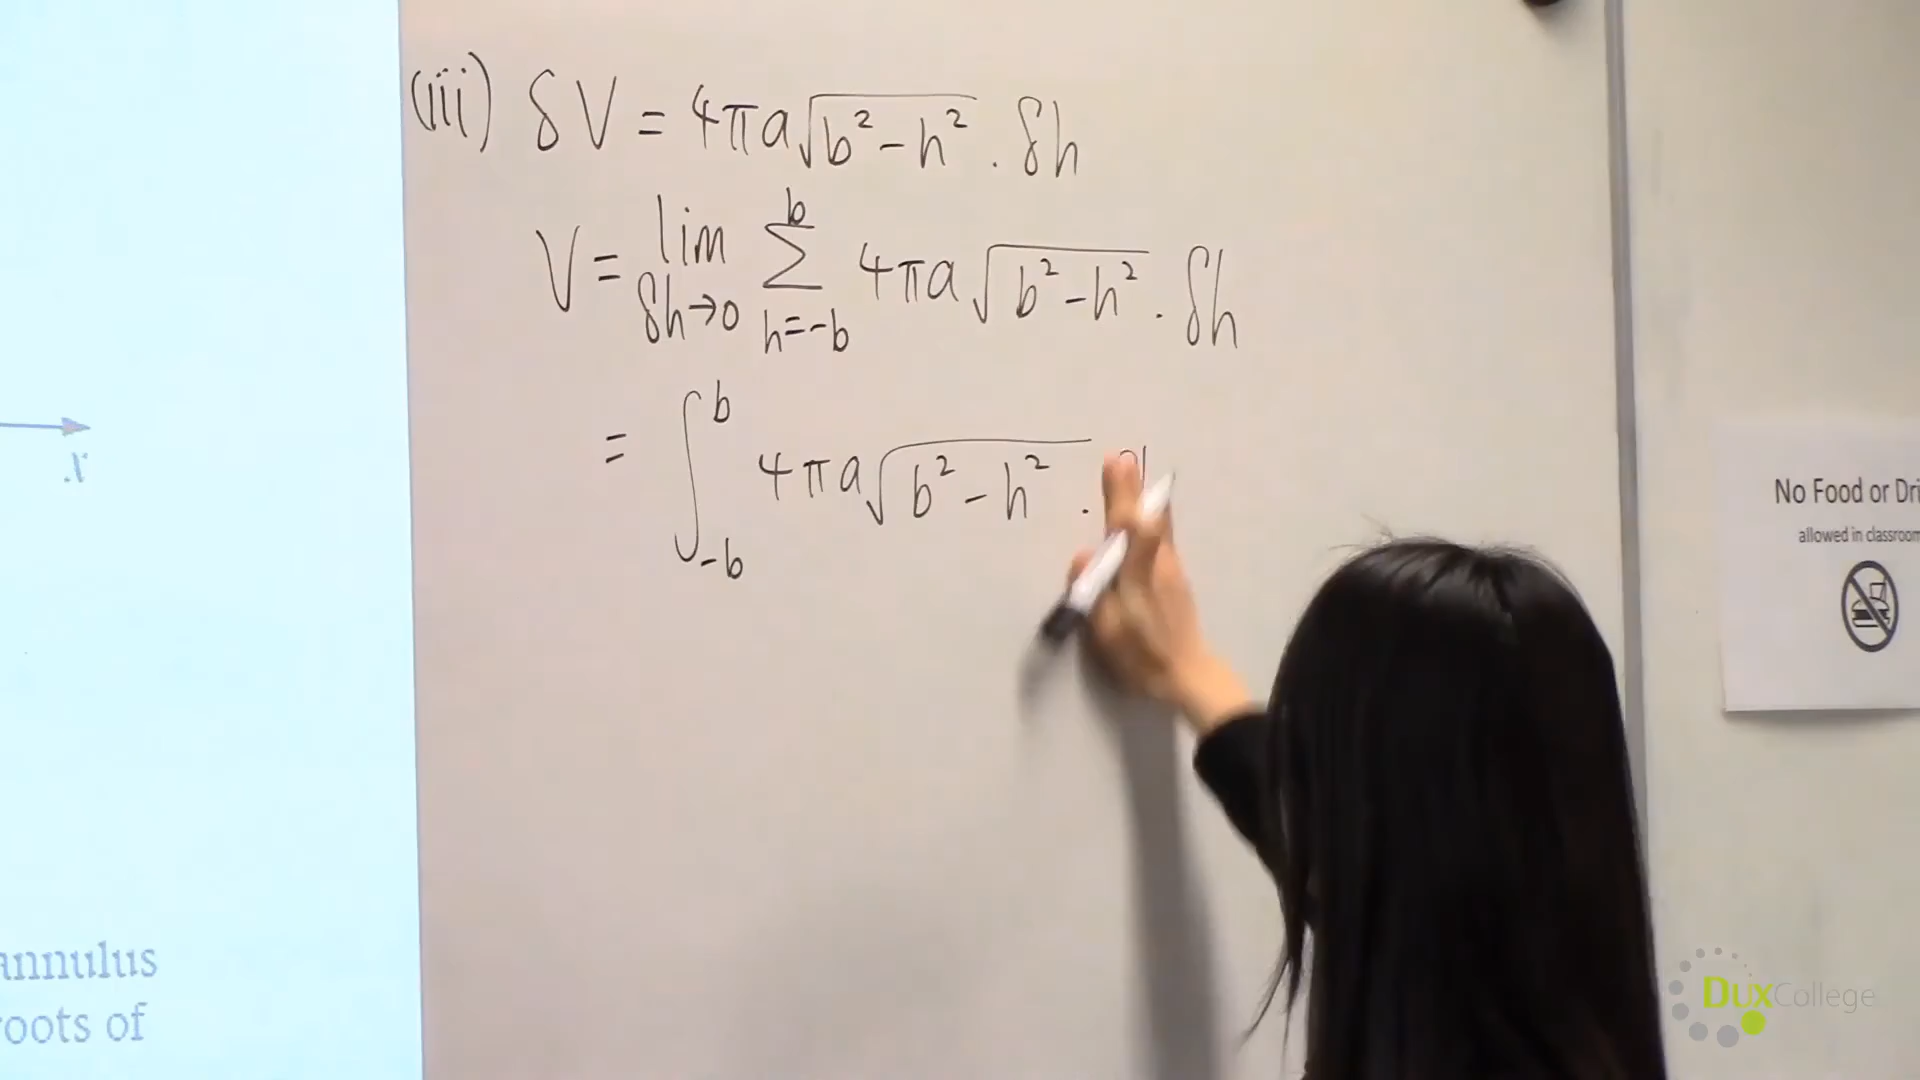 (iii) δV = 4πa√(b²-h²) . δh
V = lim δh→0 Σ h=-b b 4πa√(b²-h²) . δh
= ∫ -b b 4πa√(b²-h²) .
x
annulus
roots of
No Food or Dri
allowed in classroom
DuxCollege